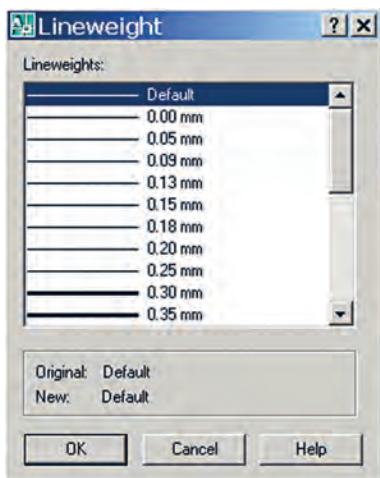 Lineweight
Lineweights:
Default
0.00 mm
0.05 mm
0.09 mm
0.13 mm
0.15 mm
0.18 mm
0.20 mm
0.25 mm
0.30 mm
0.35 mm
Original: Default
New: Default
OK Cancel Help